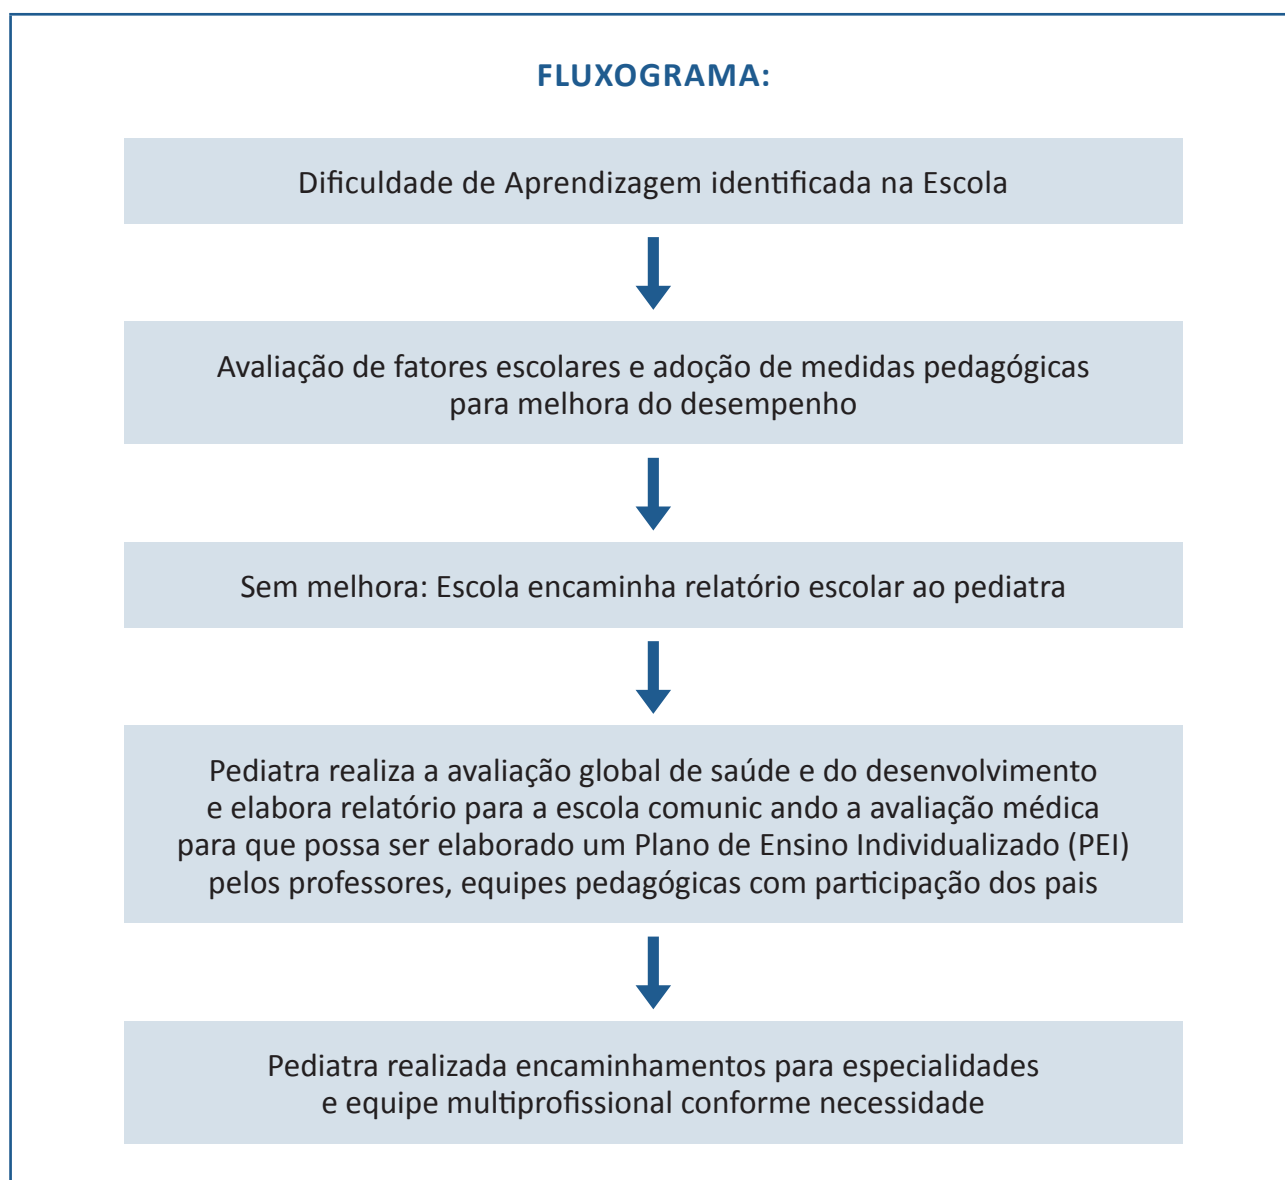 FLUXOGRAMA:
Dificuldade de Aprendizagem identificada na Escola
Avaliação de fatores escolares e adoção de medidas pedagógicas
para melhora do desempenho
Sem melhora: Escola encaminha relatório escolar ao pediatra
Pediatra realiza a avaliação global de saúde e do desenvolvimento
e elabora relatório para a escola comunic ando a avaliação médica
para que possa ser elaborado um Plano de Ensino Individualizado (PEI)
pelos professores, equipes pedagógicas com participação dos pais
Pediatra realizada encaminhamentos para especialidades
e equipe multiprofissional conforme necessidade